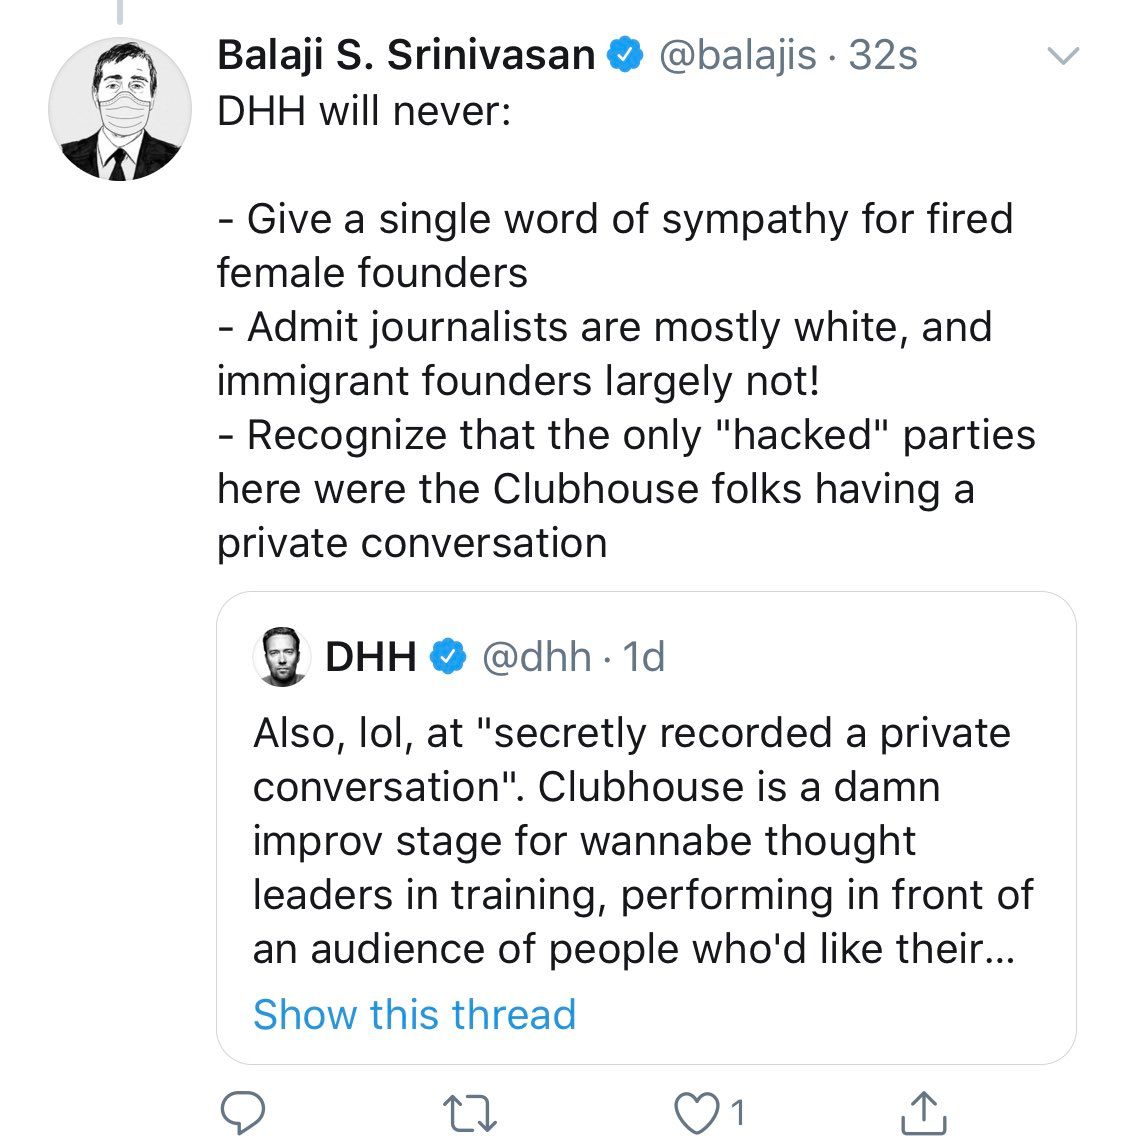 Balaji S. Srinivasan @balajis · 32s
DHH will never:
- Give a single word of sympathy for fired
female founders
- Admit journalists are mostly white, and
immigrant founders largely not!
- Recognize that the only "hacked" parties
here were the Clubhouse folks having a
private conversation
DHH @dhh · 1d
Also, lol, at "secretly recorded a private
conversation". Clubhouse is a damn
improv stage for wannabe thought
leaders in training, performing in front of
an audience of people who'd like their...
Show this thread
1